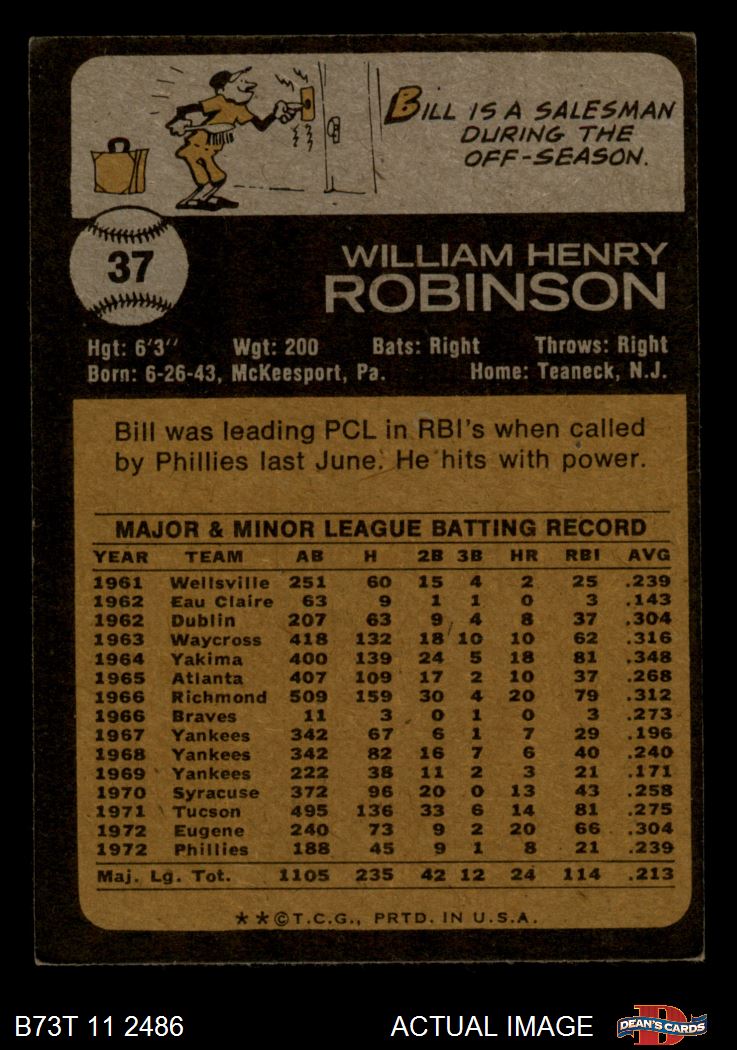 BILL IS A SALESMAN
DURING THE
OFF-SEASON.
37
WILLIAM HENRY
ROBINSON
Hgt: 6'3" Wgt: 200 Bats: Right Throws: Right
Born: 6-26-43, McKeesport, Pa. Home: Teaneck, N.J.
Bill was leading PCL in RBI's when called
by Phillies last June. He hits with power.
MAJOR & MINOR LEAGUE BATTING RECORD
YEAR TEAM AB H 2B 3B HR RBI AVG
1961 Wellsville 251 60 15 4 2 25 .239
1962 Eau Claire 63 9 1 1 0 3 .143
1962 Dublin 207 63 9 4 8 37 .304
1963 Waycross 418 132 18 10 10 62 .316
1964 Yakima 400 139 24 5 18 81 .348
1965 Atlanta 407 109 17 2 10 37 .268
1966 Richmond 509 159 30 4 20 79 .312
1966 Braves 11 3 0 1 0 3 .273
1967 Yankees 342 67 6 1 7 29 .196
1968 Yankees 342 82 16 7 6 40 .240
1969 Yankees 222 38 11 2 3 21 .171
1970 Syracuse 372 96 20 0 13 43 .258
1971 Tucson 495 136 33 6 14 81 .275
1972 Eugene 240 73 9 2 20 66 .304
1972 Phillies 188 45 9 1 8 21 .239
Maj. Lg. Tot. 1105 235 42 12 24 114 .213
★★©T.C.G., PRTD. IN U.S.A.
B73T 11 2486 ACTUAL IMAGE DEAN'S CARDS